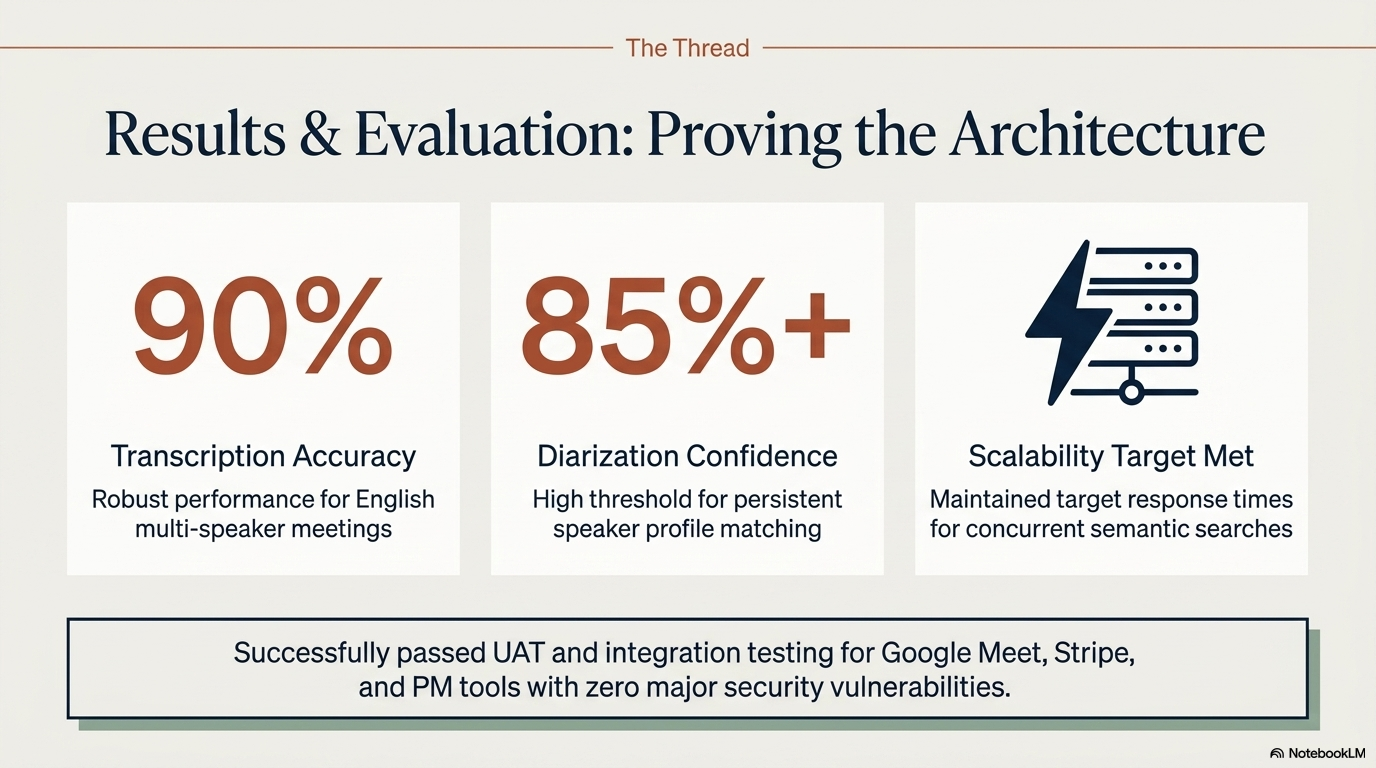 The Thread
Results & Evaluation: Proving the Architecture
90%
Transcription Accuracy
Robust performance for English
multi-speaker meetings
85%+
Diarization Confidence
High threshold for persistent
speaker profile matching
Scalability Target Met
Maintained target response times
for concurrent semantic searches
Successfully passed UAT and integration testing for Google Meet, Stripe,
and PM tools with zero major security vulnerabilities.
NotebookLM